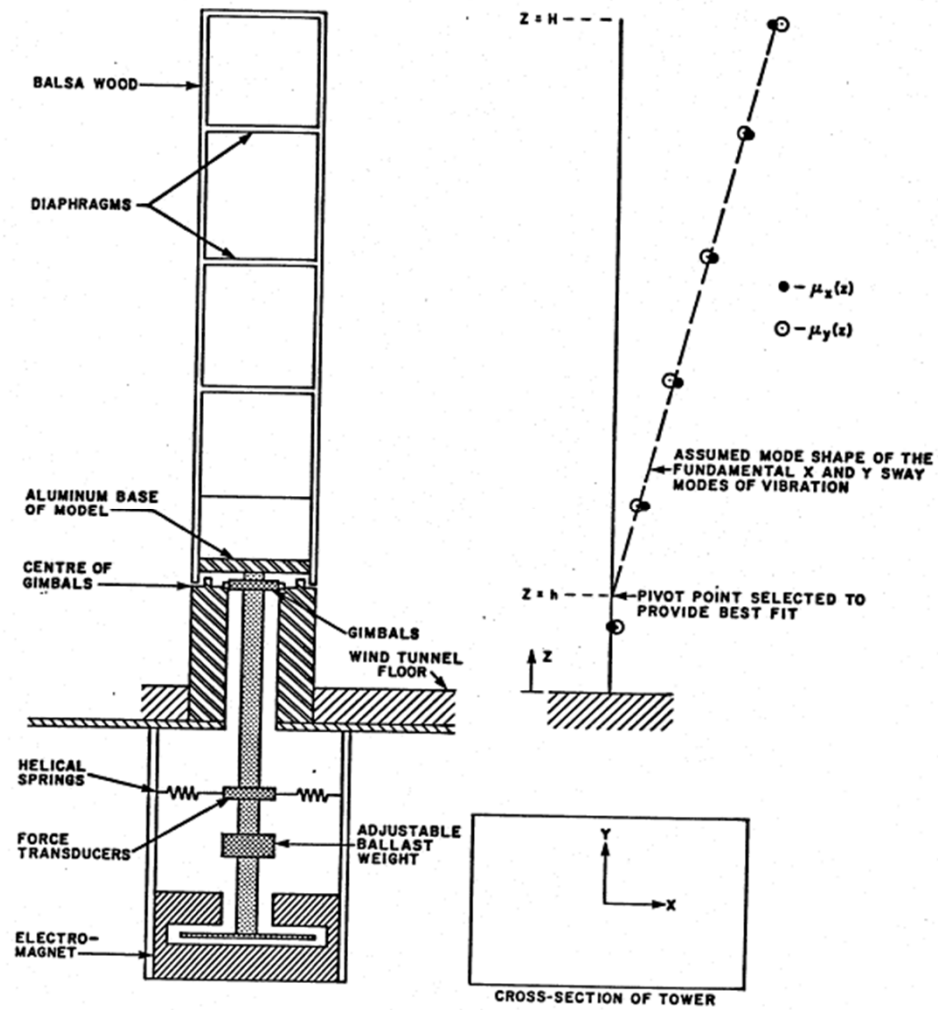 BALSA WOOD
DIAPHRAGMS
ALUMINUM BASE
OF MODEL
CENTRE OF
GIMBALS
GIMBALS
WIND TUNNEL
FLOOR
HELICAL
SPRINGS
FORCE
TRANSDUCERS
ADJUSTABLE
BALLAST
WEIGHT
ELECTRO-
MAGNET
Z = H
●-μx(z)
⊙-μy(z)
ASSUMED MODE SHAPE OF THE
FUNDAMENTAL X AND Y SWAY
MODES OF VIBRATION
Z = h
PIVOT POINT SELECTED TO
PROVIDE BEST FIT
Z
Y
X
CROSS-SECTION OF TOWER